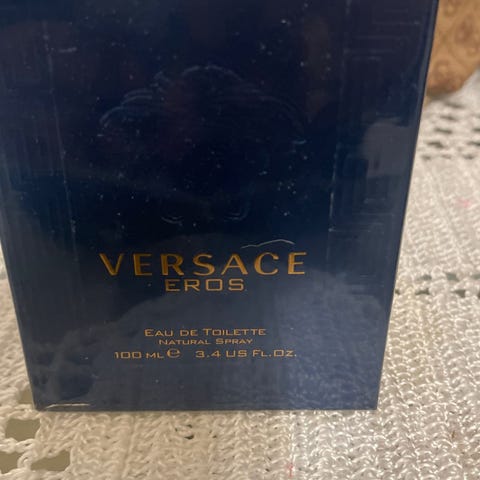 VERSACE
EROS
EAU DE TOILETTE
NATURAL SPRAY
100 ML ℮ 3.4 US FL.OZ.